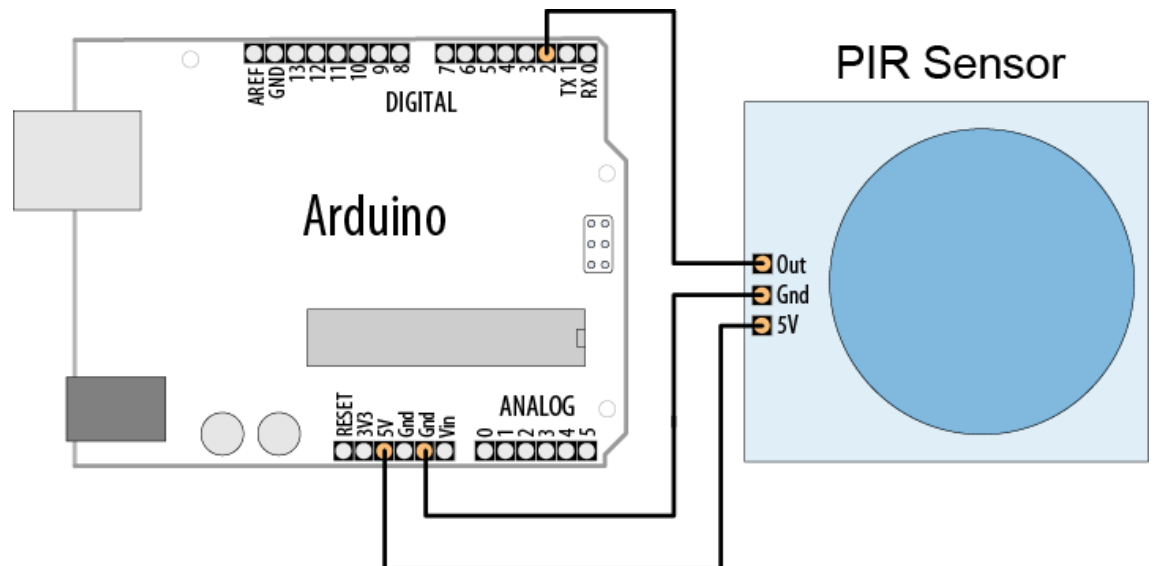 AREF GND 13 12 11 10 9 8 7 6 5 4 3 2 TX 1 RX 0
DIGITAL
PIR Sensor
Arduino
Out
Gnd
5V
ANALOG
RESET 3V3 5V Gnd Gnd Vin 0 1 2 3 4 5